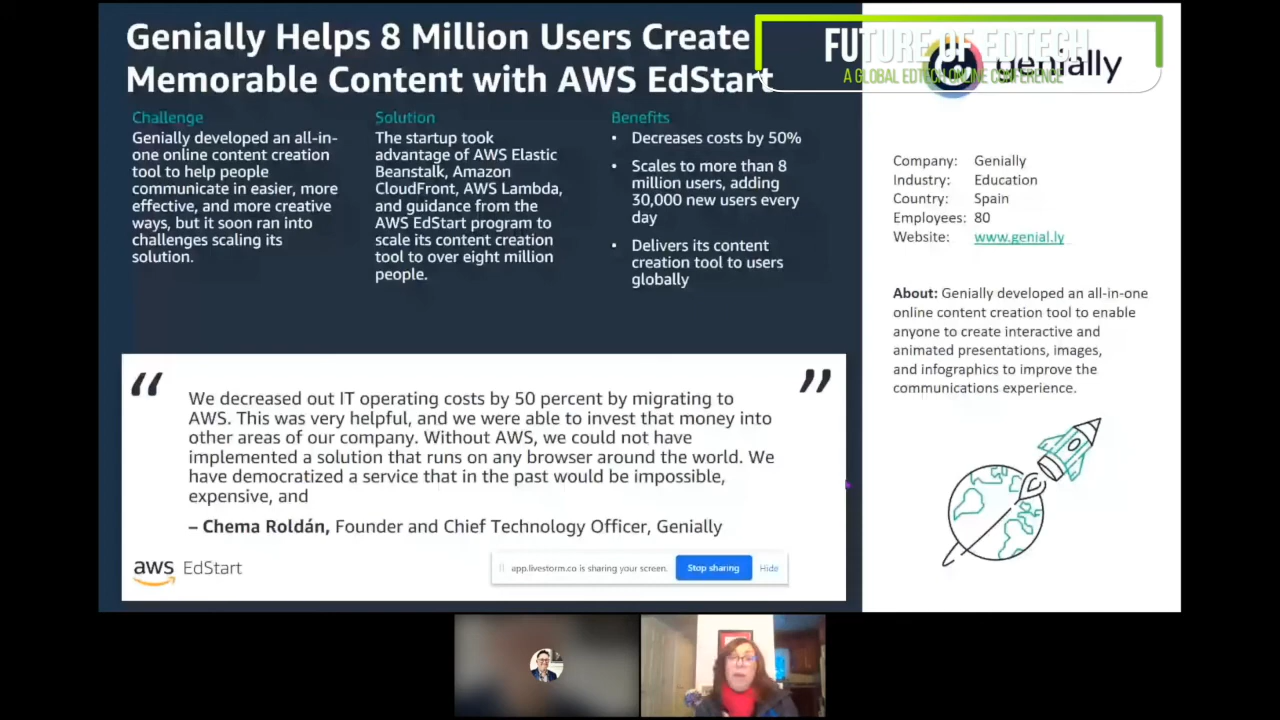 Genially Helps 8 Million Users Create
Memorable Content with AWS EdStart
FUTURE OF EDTECH
A GLOBAL EDTECH ONLINE CONFERENCE
genially
Challenge
Genially developed an all-in-
one online content creation
tool to help people
communicate in easier, more
effective, and more creative
ways, but it soon ran into
challenges scaling its
solution.
Solution
The startup took
advantage of AWS Elastic
Beanstalk, Amazon
CloudFront, AWS Lambda,
and guidance from the
AWS EdStart program to
scale its content creation
tool to over eight million
people.
Benefits
• Decreases costs by 50%
• Scales to more than 8
million users, adding
30,000 new users every
day
• Delivers its content
creation tool to users
globally
Company: Genially
Industry: Education
Country: Spain
Employees: 80
Website: www.genial.ly
About: Genially developed an all-in-one
online content creation tool to enable
anyone to create interactive and
animated presentations, images,
and infographics to improve the
communications experience.
“ ”
We decreased out IT operating costs by 50 percent by migrating to
AWS. This was very helpful, and we were able to invest that money into
other areas of our company. Without AWS, we could not have
implemented a solution that runs on any browser around the world. We
have democratized a service that in the past would be impossible,
expensive, and
– Chema Roldán, Founder and Chief Technology Officer, Genially
aws EdStart
app.livestorm.co is sharing your screen. Stop sharing Hide